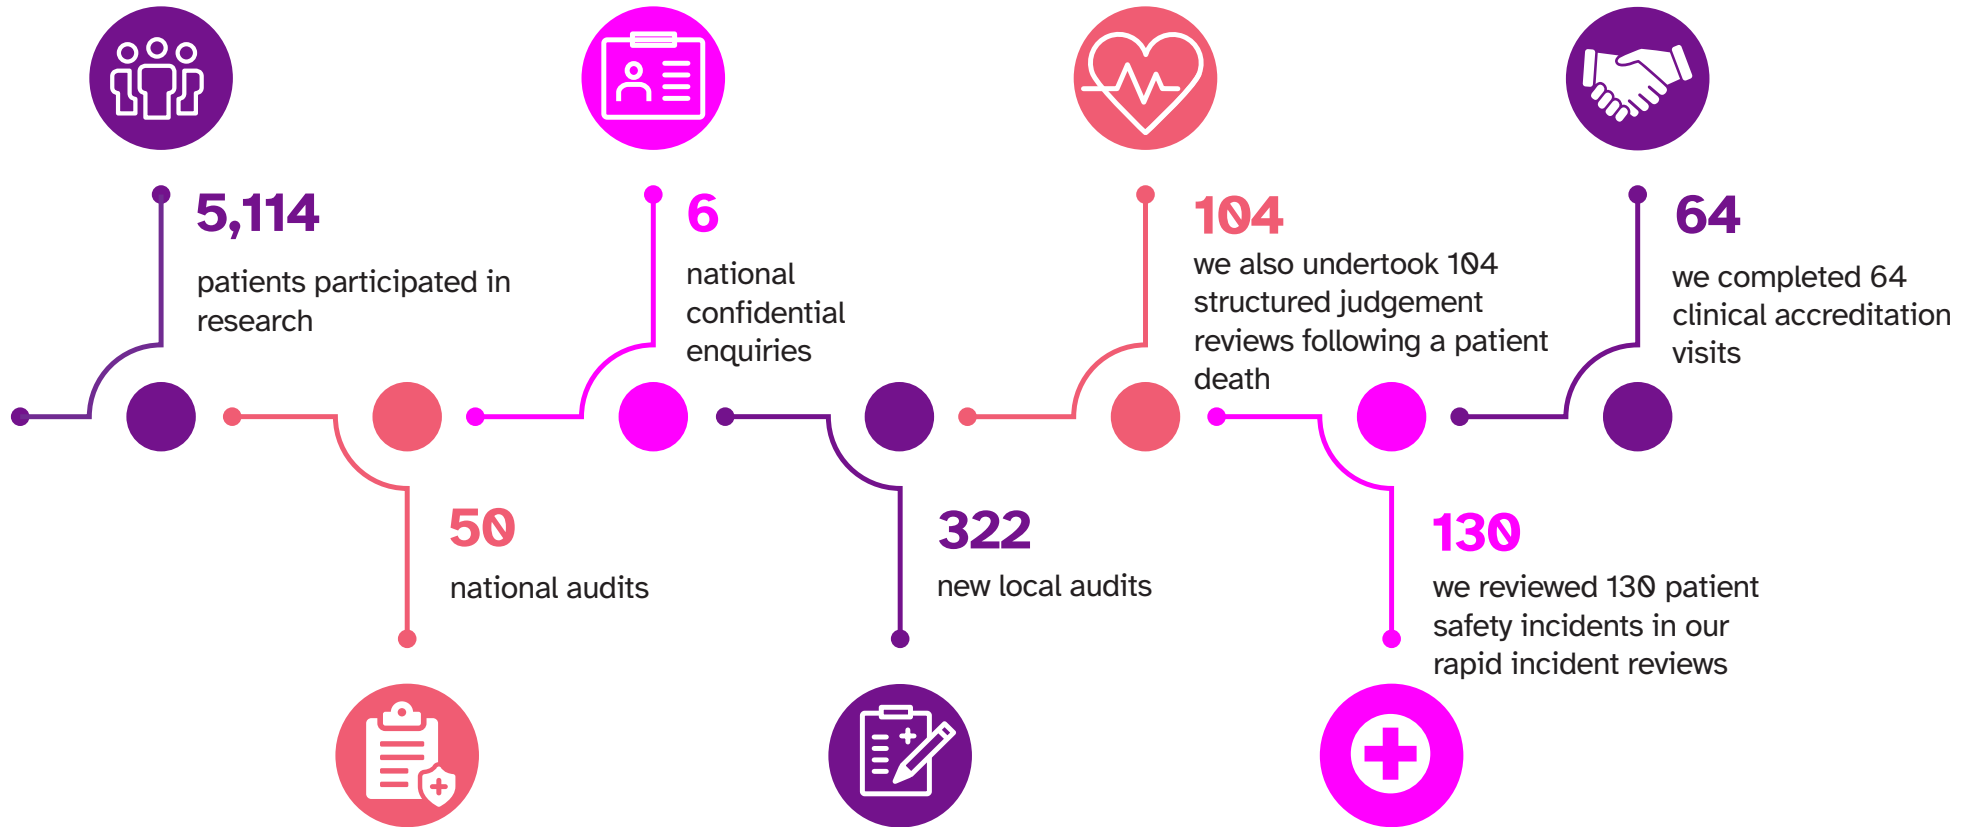 5,114
patients participated in
research
50
national audits
6
national
confidential
enquiries
322
new local audits
104
we also undertook 104
structured judgement
reviews following a patient
death
130
we reviewed 130 patient
safety incidents in our
rapid incident reviews
64
we completed 64
clinical accreditation
visits